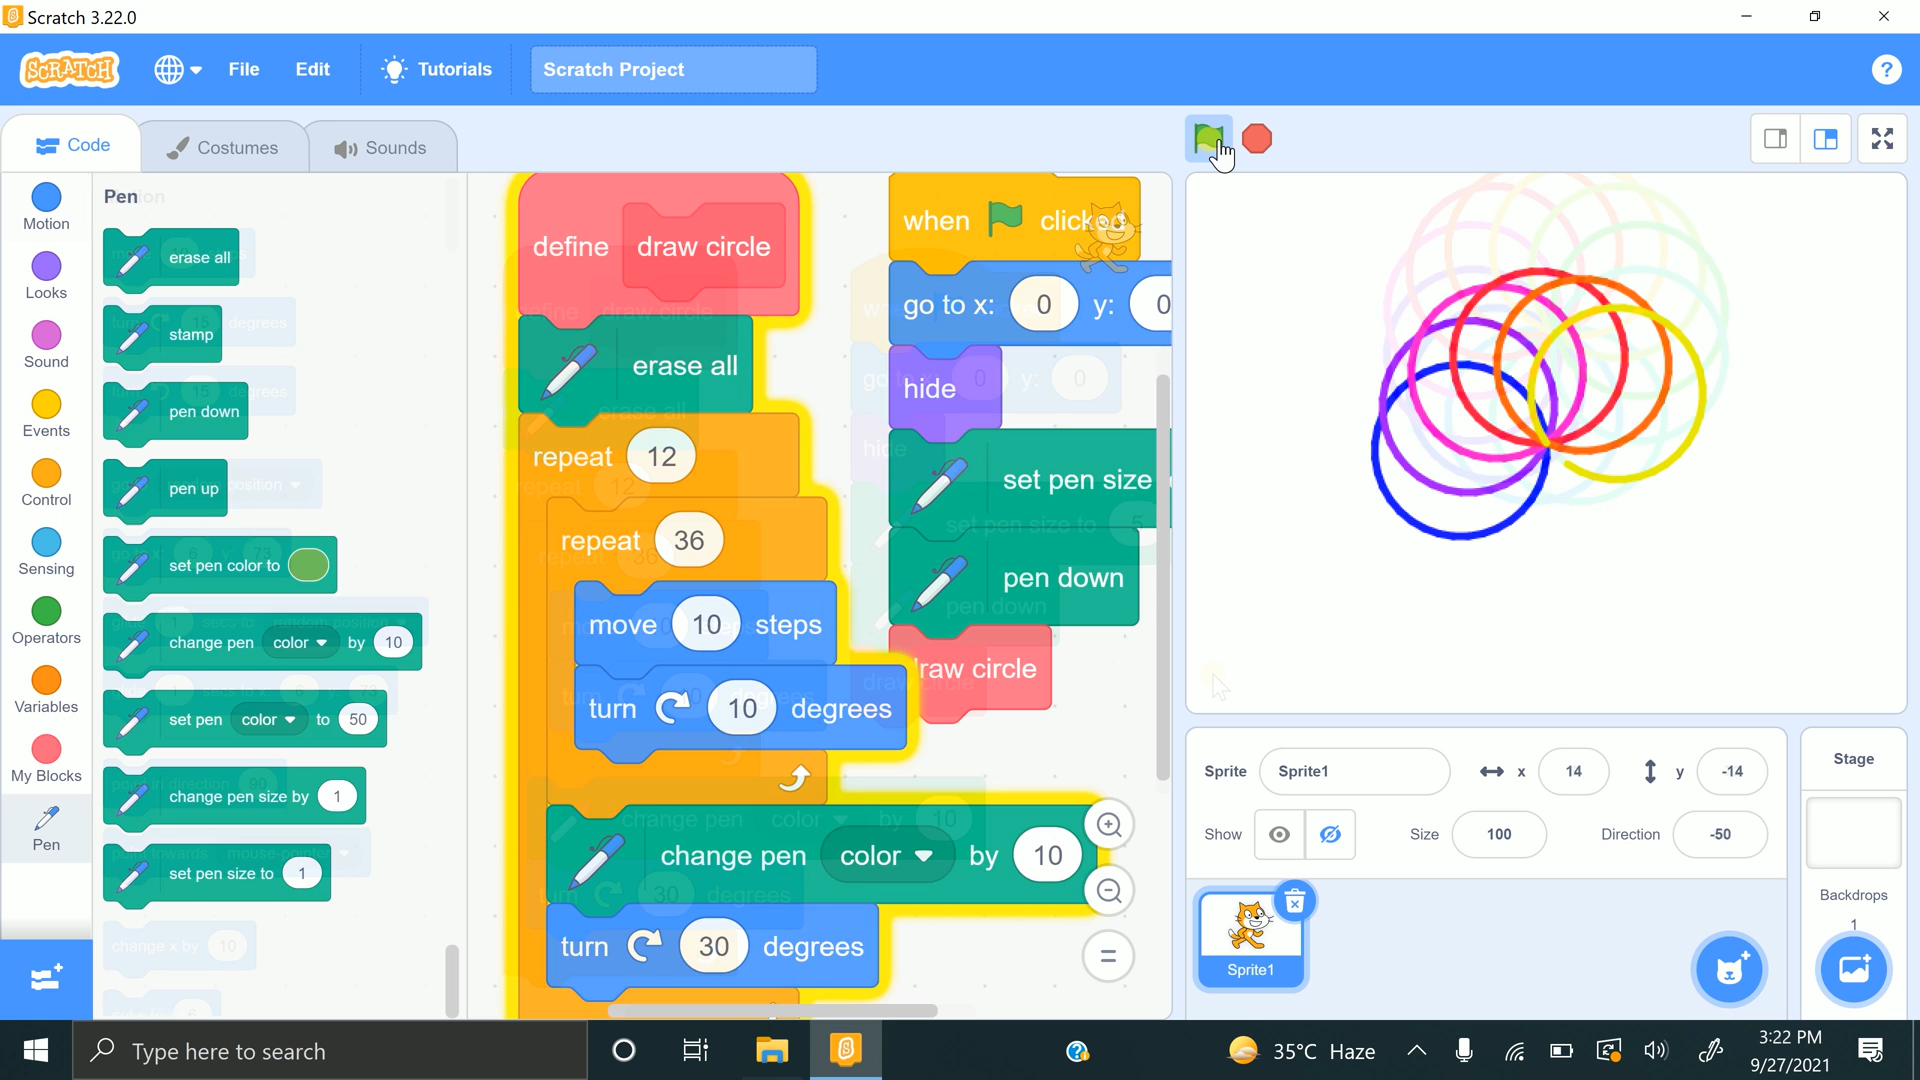 Scratch 3.22.0
SCRATCH
File
Edit
Tutorials
Scratch Project
?
Code
Costumes
Sounds
Motion
Looks
Sound
Events
Control
Sensing
Operators
Variables
My Blocks
Pen
Pen
erase all
stamp
pen down
pen up
set pen color to
change pen color by 10
set pen color to 50
change pen size by 1
set pen size to 1
change x by 10
define draw circle
erase all
repeat 12
repeat 36
move 10 steps
turn 10 degrees
change pen color by 10
turn 30 degrees
when clicked
go to x: 0 y: 0
hide
set pen size
pen down
draw circle
Sprite Sprite1
x 14
y -14
Show
Size 100
Direction -50
Sprite1
Stage
Backdrops
1
Type here to search
35°C Haze
3:22 PM
9/27/2021